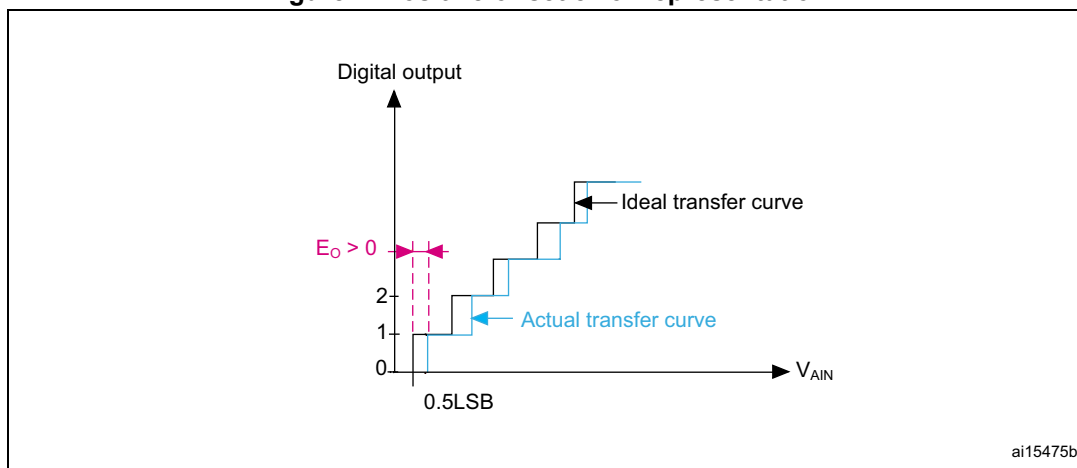 Digital output
Ideal transfer curve
E_O > 0
2
Actual transfer curve
1
0
V_AIN
0.5LSB
ai15475b